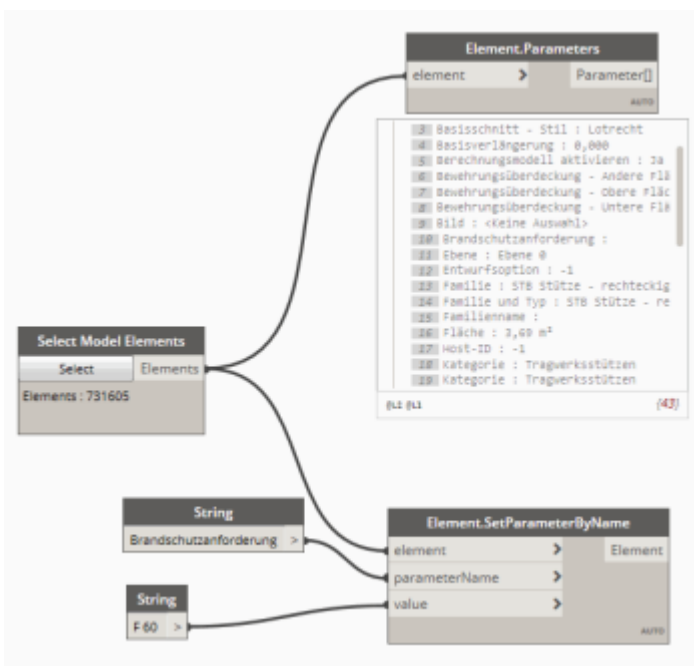 Element.Parameters
element > Parameter[]
AUTO
3 Basisschnitt - Stil : Lotrecht
4 Basisverlängerung : 0,000
5 Berechnungsmodell aktivieren : Ja
6 Bewehrungsüberdeckung - Andere Flä
7 Bewehrungsüberdeckung - Obere Fläc
8 Bewehrungsüberdeckung - Untere Flä
9 Bild : <Keine Auswahl>
10 Brandschutzanforderung :
11 Ebene : Ebene 0
12 Entwurfsoption : -1
13 Familie : STB Stütze - rechteckig
14 Familie und Typ : STB Stütze - re
15 Familienname :
16 Fläche : 3,69 m²
17 Host-ID : -1
18 Kategorie : Tragwerksstützen
19 Kategorie : Tragwerksstützen
@L2 @L1 {43}
Select Model Elements
Select Elements
Elements : 731605
String
Brandschutzanforderung >
String
F 60 >
Element.SetParameterByName
element > Element
parameterName >
value >
AUTO